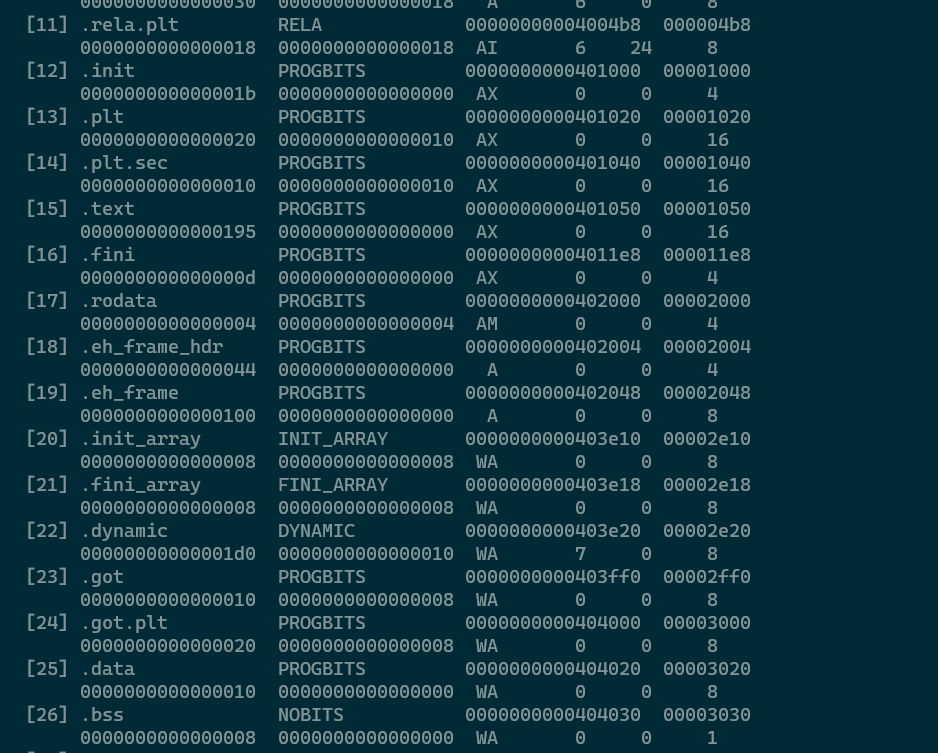 0000000000000030  0000000000000018   A       6     0     8
[11] .rela.plt         RELA             00000000004004b8  000004b8
0000000000000018  0000000000000018  AI       6    24     8
[12] .init             PROGBITS         0000000000401000  00001000
000000000000001b  0000000000000000  AX       0     0     4
[13] .plt              PROGBITS         0000000000401020  00001020
0000000000000020  0000000000000010  AX       0     0     16
[14] .plt.sec          PROGBITS         0000000000401040  00001040
0000000000000010  0000000000000010  AX       0     0     16
[15] .text             PROGBITS         0000000000401050  00001050
0000000000000195  0000000000000000  AX       0     0     16
[16] .fini             PROGBITS         00000000004011e8  000011e8
000000000000000d  0000000000000000  AX       0     0     4
[17] .rodata           PROGBITS         0000000000402000  00002000
0000000000000004  0000000000000004  AM       0     0     4
[18] .eh_frame_hdr     PROGBITS         0000000000402004  00002004
0000000000000044  0000000000000000   A       0     0     4
[19] .eh_frame         PROGBITS         0000000000402048  00002048
0000000000000100  0000000000000000   A       0     0     8
[20] .init_array       INIT_ARRAY       0000000000403e10  00002e10
0000000000000008  0000000000000008  WA       0     0     8
[21] .fini_array       FINI_ARRAY       0000000000403e18  00002e18
0000000000000008  0000000000000008  WA       0     0     8
[22] .dynamic          DYNAMIC          0000000000403e20  00002e20
00000000000001d0  0000000000000010  WA       7     0     8
[23] .got              PROGBITS         0000000000403ff0  00002ff0
0000000000000010  0000000000000008  WA       0     0     8
[24] .got.plt          PROGBITS         0000000000404000  00003000
0000000000000020  0000000000000008  WA       0     0     8
[25] .data             PROGBITS         0000000000404020  00003020
0000000000000010  0000000000000000  WA       0     0     8
[26] .bss              NOBITS           0000000000404030  00003030
0000000000000008  0000000000000000  WA       0     0     1